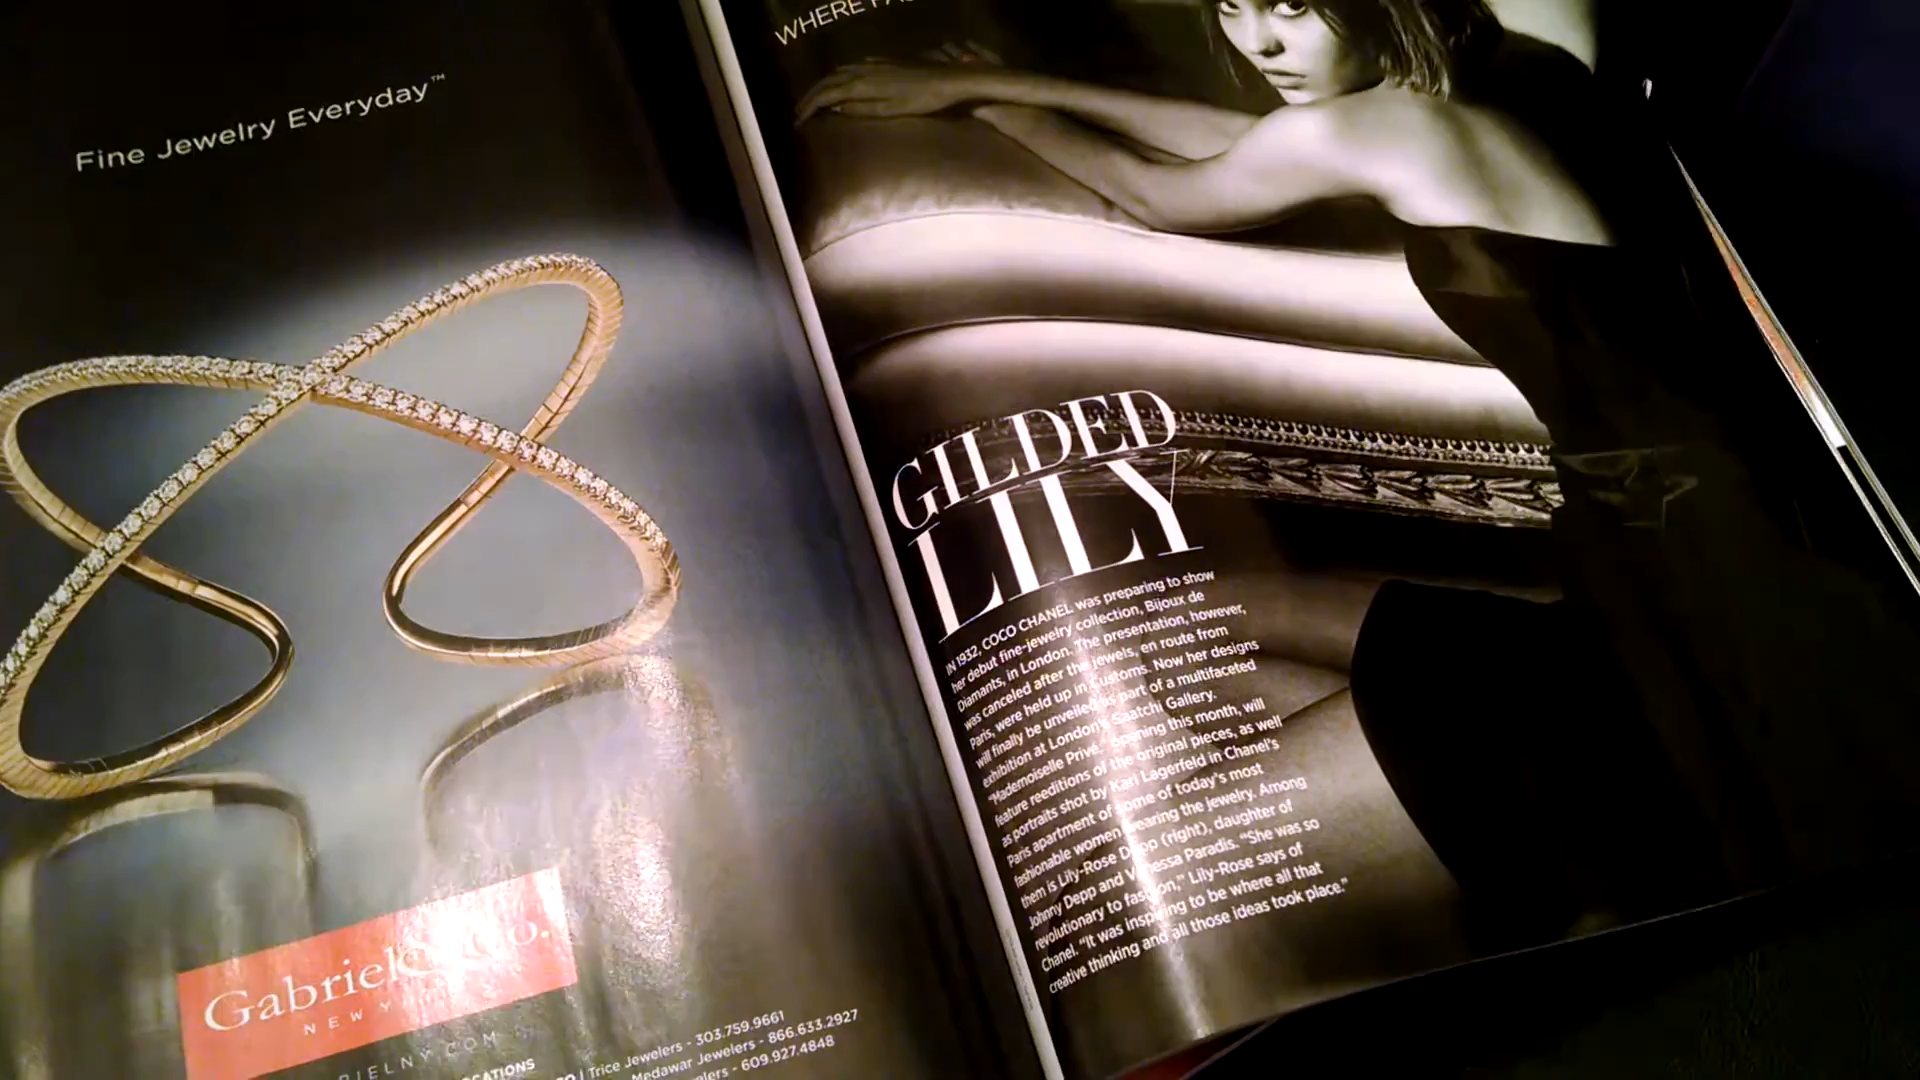 Fine Jewelry Everyday™
Gabriel & Co.
NEW Y
IELNY.COM
Trice Jewelers - 303.759.9661
Medawar Jewelers - 866.633.2927
609.927.4848
WHERE
GILDED
LILY
IN 1932, COCO CHANEL was preparing to show
her debut fine-jewelry collection, Bijoux de
Diamants, in London. The presentation, however,
was canceled after the jewels, en route from
Paris, were held up in customs. Now her designs
will finally be unveiled as part of a multifaceted
exhibition at London's Saatchi Gallery.
"Mademoiselle Privé," opening this month, will
feature reeditions of the original pieces, as well
as portraits shot by Karl Lagerfeld in Chanel's
Paris apartment of some of today's most
fashionable women wearing the jewelry. Among
them is Lily-Rose Depp (right), daughter of
Johnny Depp and Vanessa Paradis. "She was so
revolutionary to fashion," Lily-Rose says of
Chanel. "It was inspiring to be where all that
creative thinking and all those ideas took place."